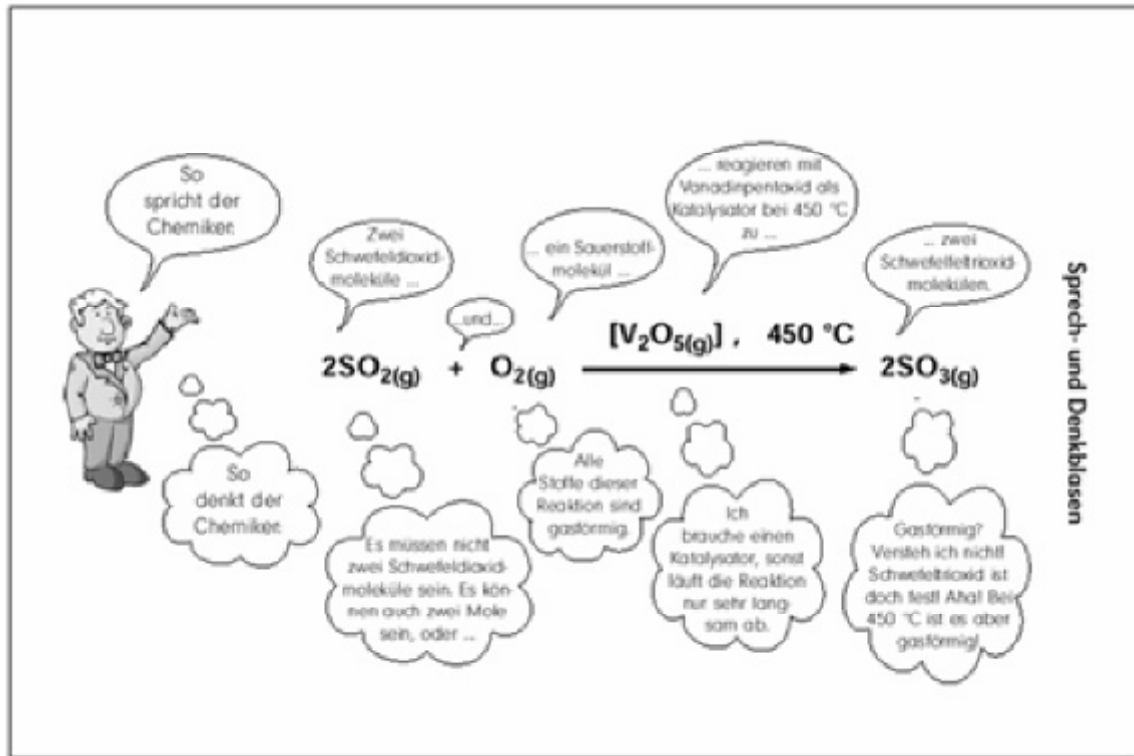 So
spricht der
Chemiker.
Zwei
Schwefeldioxid-
moleküle ...
...und...
... ein Sauerstoff-
molekül ...
... reagieren mit
Vanadinpentoxid als
Katalysator bei 450 °C
zu ...
... zwei
Schwefelfeltrioxid-
molekülen.
2SO2(g) + O2(g) [V2O5(g)] , 450 °C 2SO3(g)
So
denkt der
Chemiker.
Es müssen nicht
zwei Schwefeldioxid-
moleküle sein. Es kön-
nen auch zwei Mole
sein, oder ...
Alle
Stoffe dieser
Reaktion sind
gasförmig.
Ich
brauche einen
Katalysator, sonst
läuft die Reaktion
nur sehr lang-
sam ab.
Gasförmig?
Versteh ich nicht!
Schwefeltrioxid ist
doch fest! Aha! Bei
450 °C ist es aber
gasförmig!
Sprech- und Denkblasen